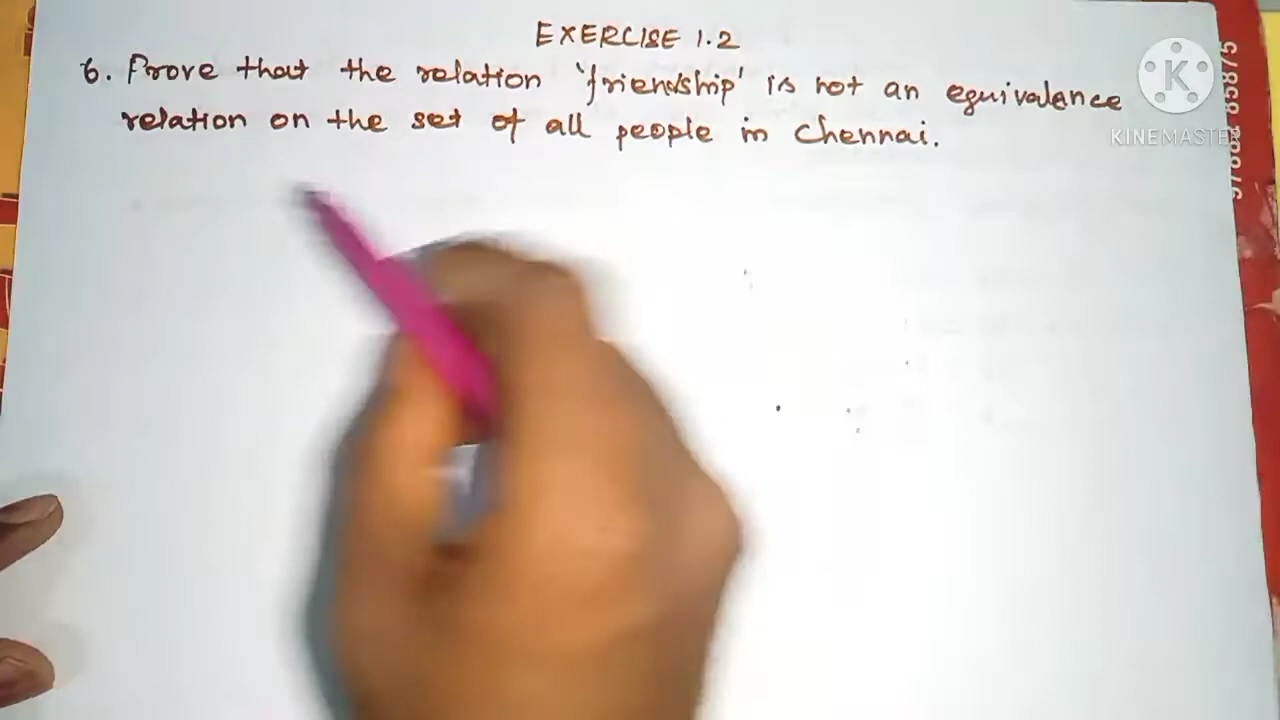 EXERCISE 1.2
6. Prove that the relation 'friendship' is not an equivalence
relation on the set of all people in Chennai.
KINEMASTER